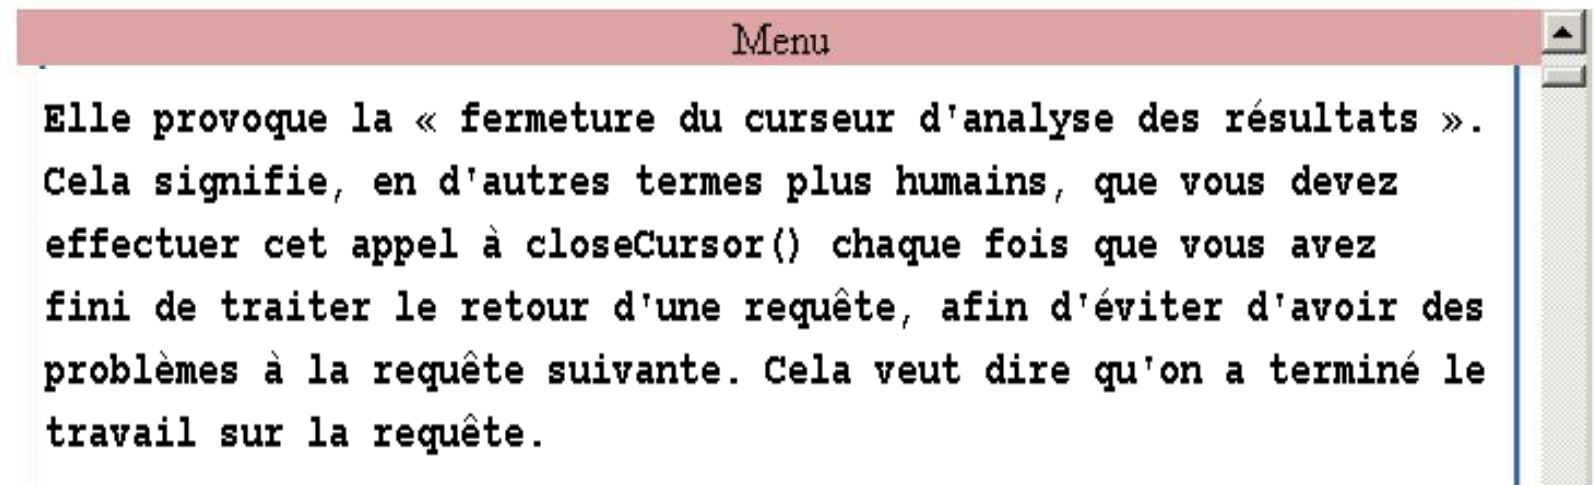 Menu
Elle provoque la « fermeture du curseur d'analyse des résultats ».
Cela signifie, en d'autres termes plus humains, que vous devez
effectuer cet appel à closeCursor() chaque fois que vous avez
fini de traiter le retour d'une requête, afin d'éviter d'avoir des
problèmes à la requête suivante. Cela veut dire qu'on a terminé le
travail sur la requête.